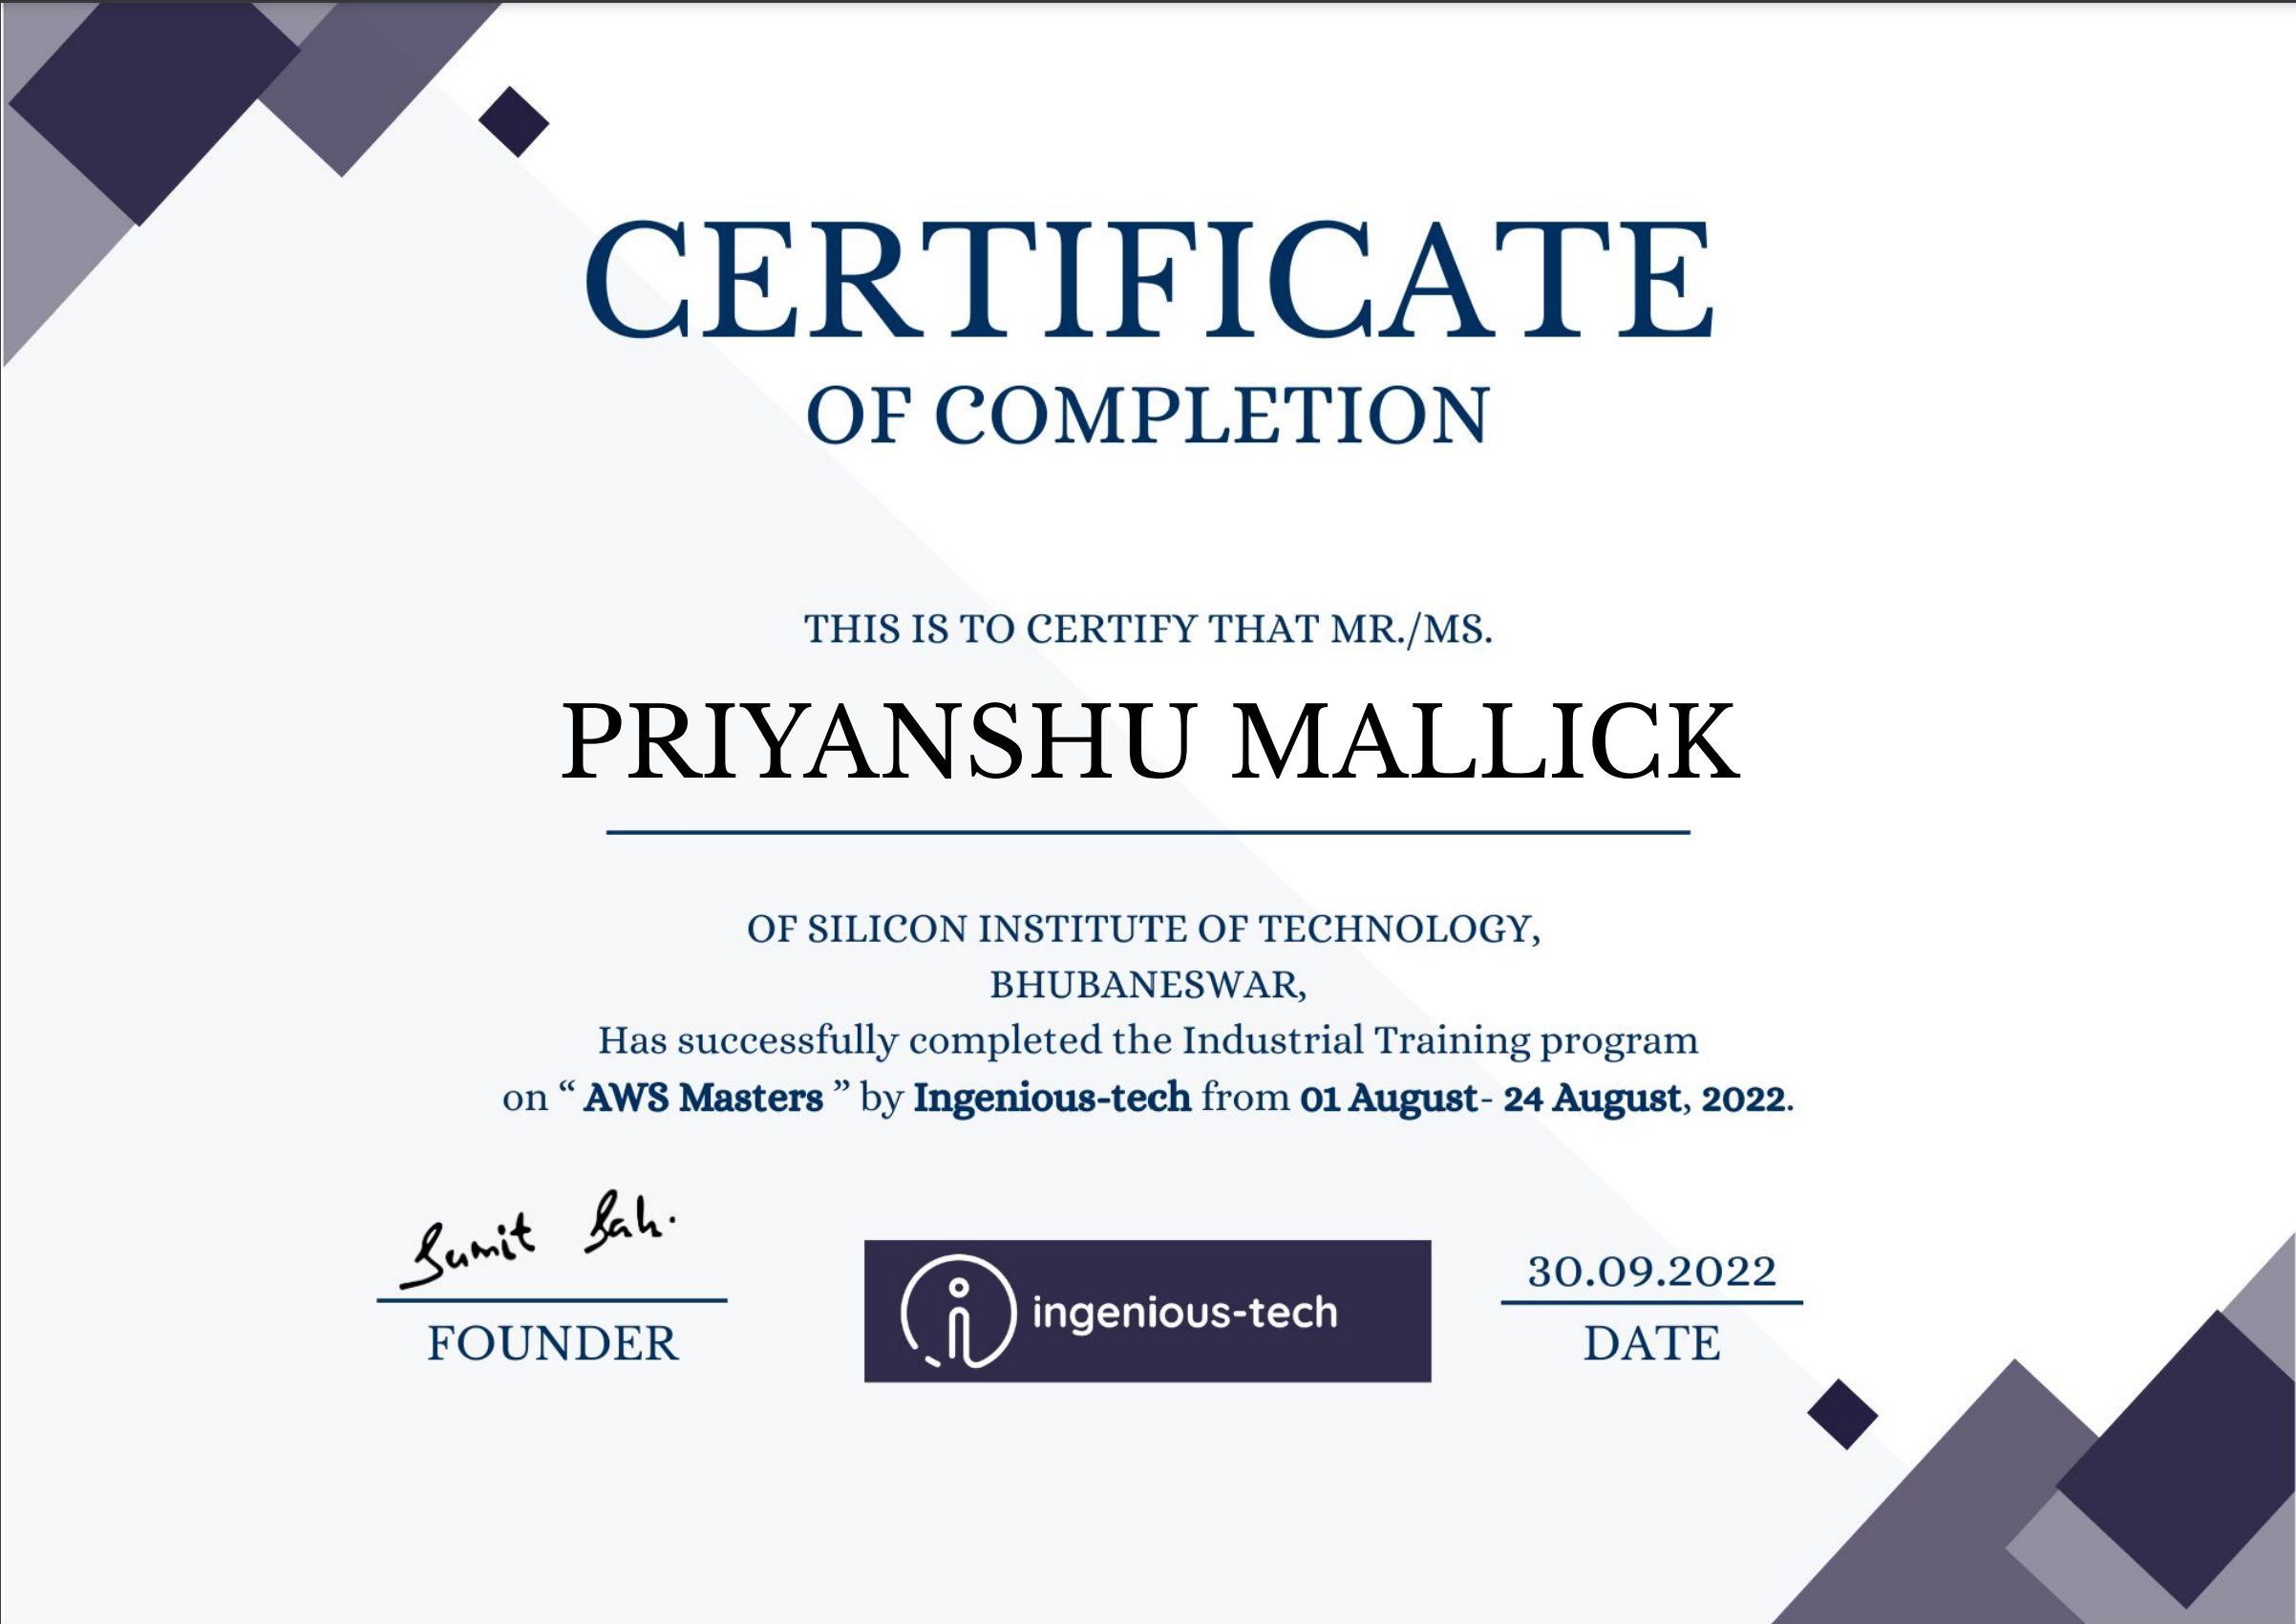 CERTIFICATE
OF COMPLETION
THIS IS TO CERTIFY THAT MR./MS.
PRIYANSHU MALLICK
OF SILICON INSTITUTE OF TECHNOLOGY,
BHUBANESWAR,
Has successfully completed the Industrial Training program
on “ AWS Masters ” by Ingenious-tech from 01 August- 24 August, 2022.
Sumit Sah.
FOUNDER
ingenious-tech
30.09.2022
DATE